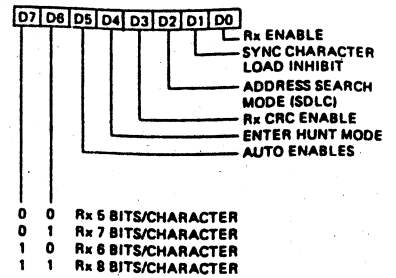 D7 D6 D5 D4 D3 D2 D1 D0
Rx ENABLE
SYNC CHARACTER
LOAD INHIBIT
ADDRESS SEARCH
MODE (SDLC)
Rx CRC ENABLE
ENTER HUNT MODE
AUTO ENABLES
0 0 Rx 5 BITS/CHARACTER
0 1 Rx 7 BITS/CHARACTER
1 0 Rx 6 BITS/CHARACTER
1 1 Rx 8 BITS/CHARACTER